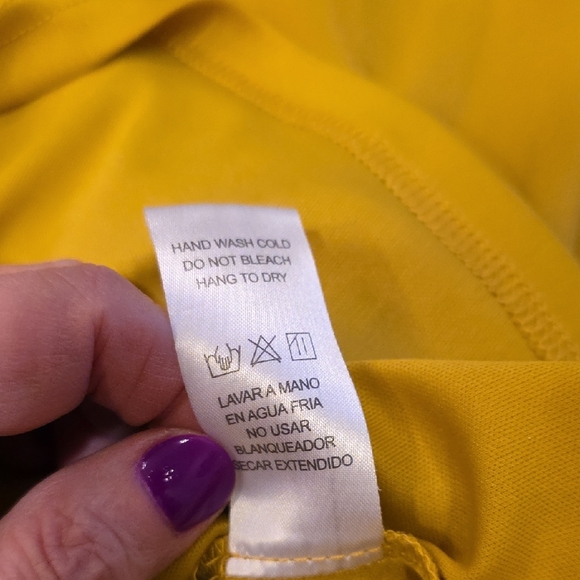 HAND WASH COLD
DO NOT BLEACH
HANG TO DRY
LAVAR A MANO
EN AGUA FRIA
NO USAR
BLANQUEADOR
SECAR EXTENDIDO